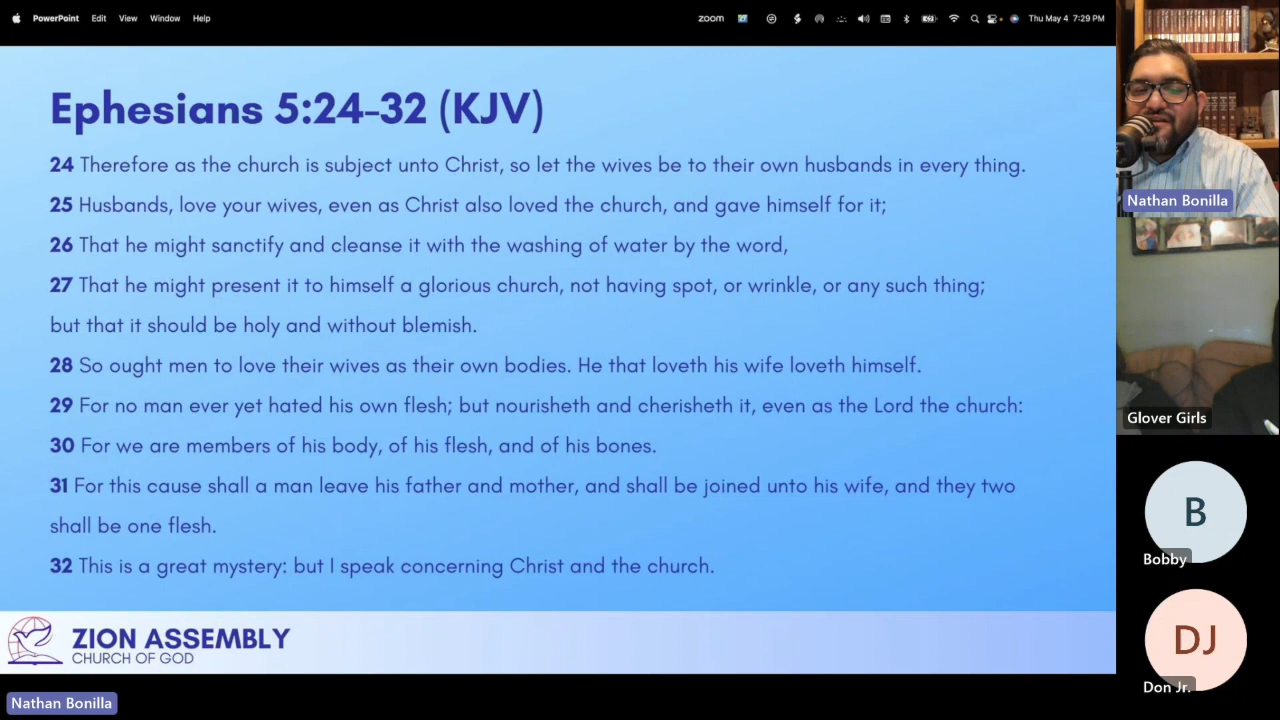 PowerPoint Edit View Window Help zoom Thu May 4 7:29 PM
Ephesians 5:24-32 (KJV)
24 Therefore as the church is subject unto Christ, so let the wives be to their own husbands in every thing.
25 Husbands, love your wives, even as Christ also loved the church, and gave himself for it;
26 That he might sanctify and cleanse it with the washing of water by the word,
27 That he might present it to himself a glorious church, not having spot, or wrinkle, or any such thing;
but that it should be holy and without blemish.
28 So ought men to love their wives as their own bodies. He that loveth his wife loveth himself.
29 For no man ever yet hated his own flesh; but nourisheth and cherisheth it, even as the Lord the church:
30 For we are members of his body, of his flesh, and of his bones.
31 For this cause shall a man leave his father and mother, and shall be joined unto his wife, and they two
shall be one flesh.
32 This is a great mystery: but I speak concerning Christ and the church.
ZION ASSEMBLY
CHURCH OF GOD
Nathan Bonilla
Nathan Bonilla
Glover Girls
B
Bobby
DJ
Don Jr.